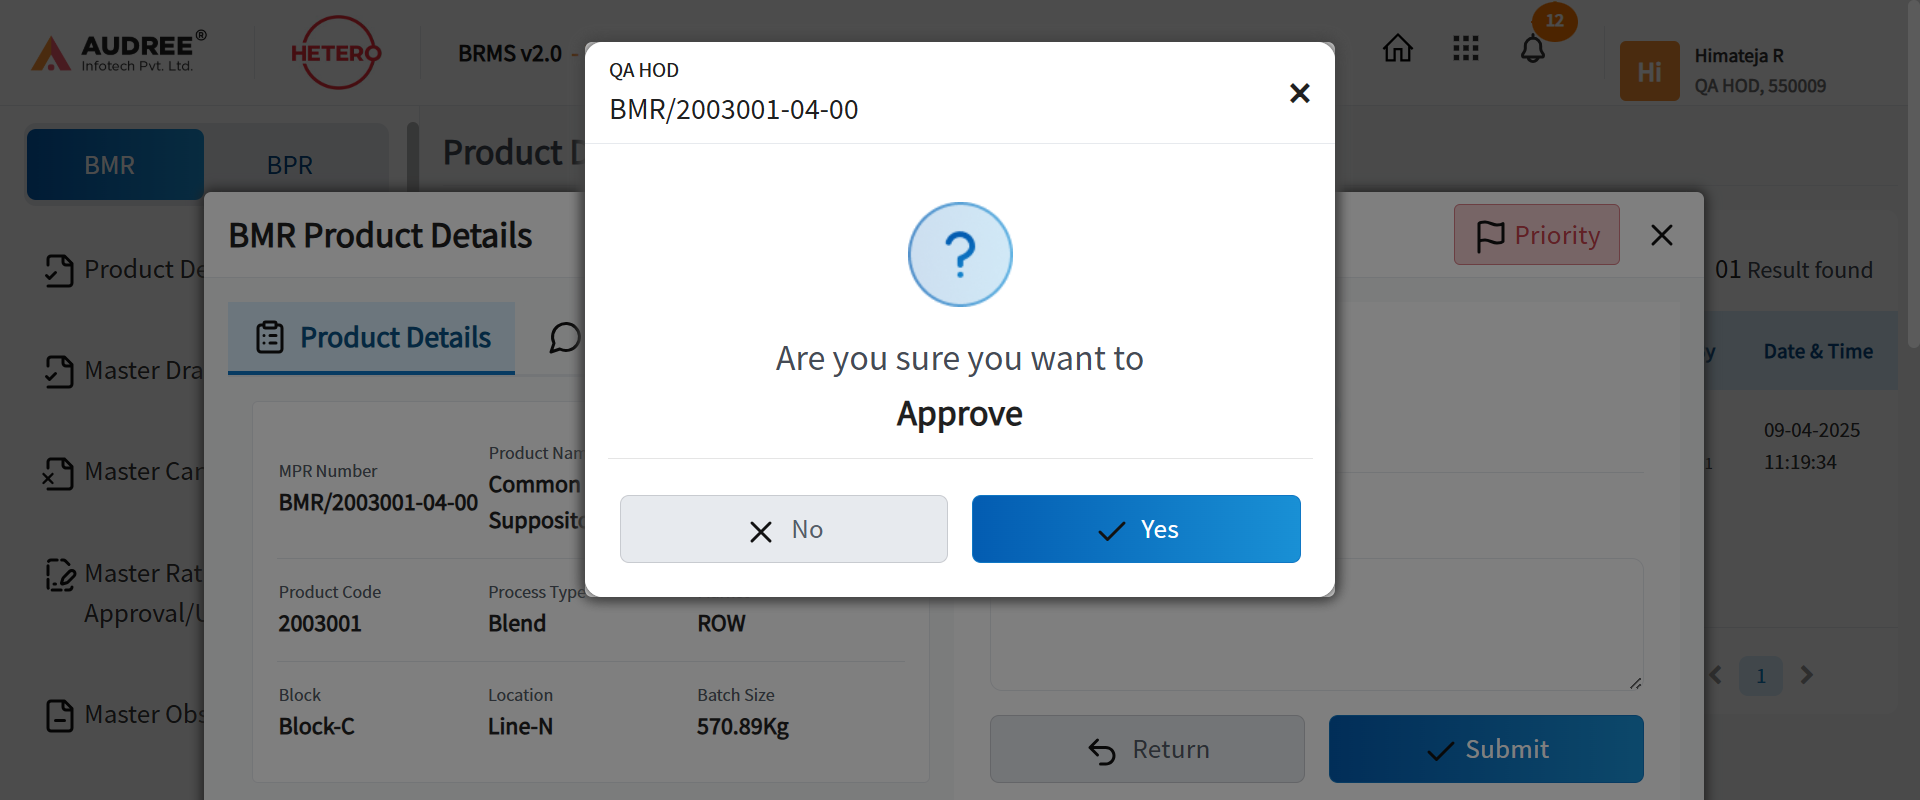 AUDREE®
Infotech Pvt. Ltd.
HETERO
BRMS v2.0 -
12
Hi
Himateja R
QA HOD, 550009
BMR
BPR
Product D
QA HOD
BMR/2003001-04-00
Are you sure you want to
Approve
No
Yes
BMR Product Details
Priority
01 Result found
Product De
Master Dra
Master Can
Master Rat
Approval/U
Master Obs
Product Details
y
Date & Time
09-04-2025
11:19:34
1
MPR Number
BMR/2003001-04-00
Product Nam
Common
Supposito
Product Code
2003001
Process Type
Blend
ROW
Block
Block-C
Location
Line-N
Batch Size
570.89Kg
Return
Submit
1